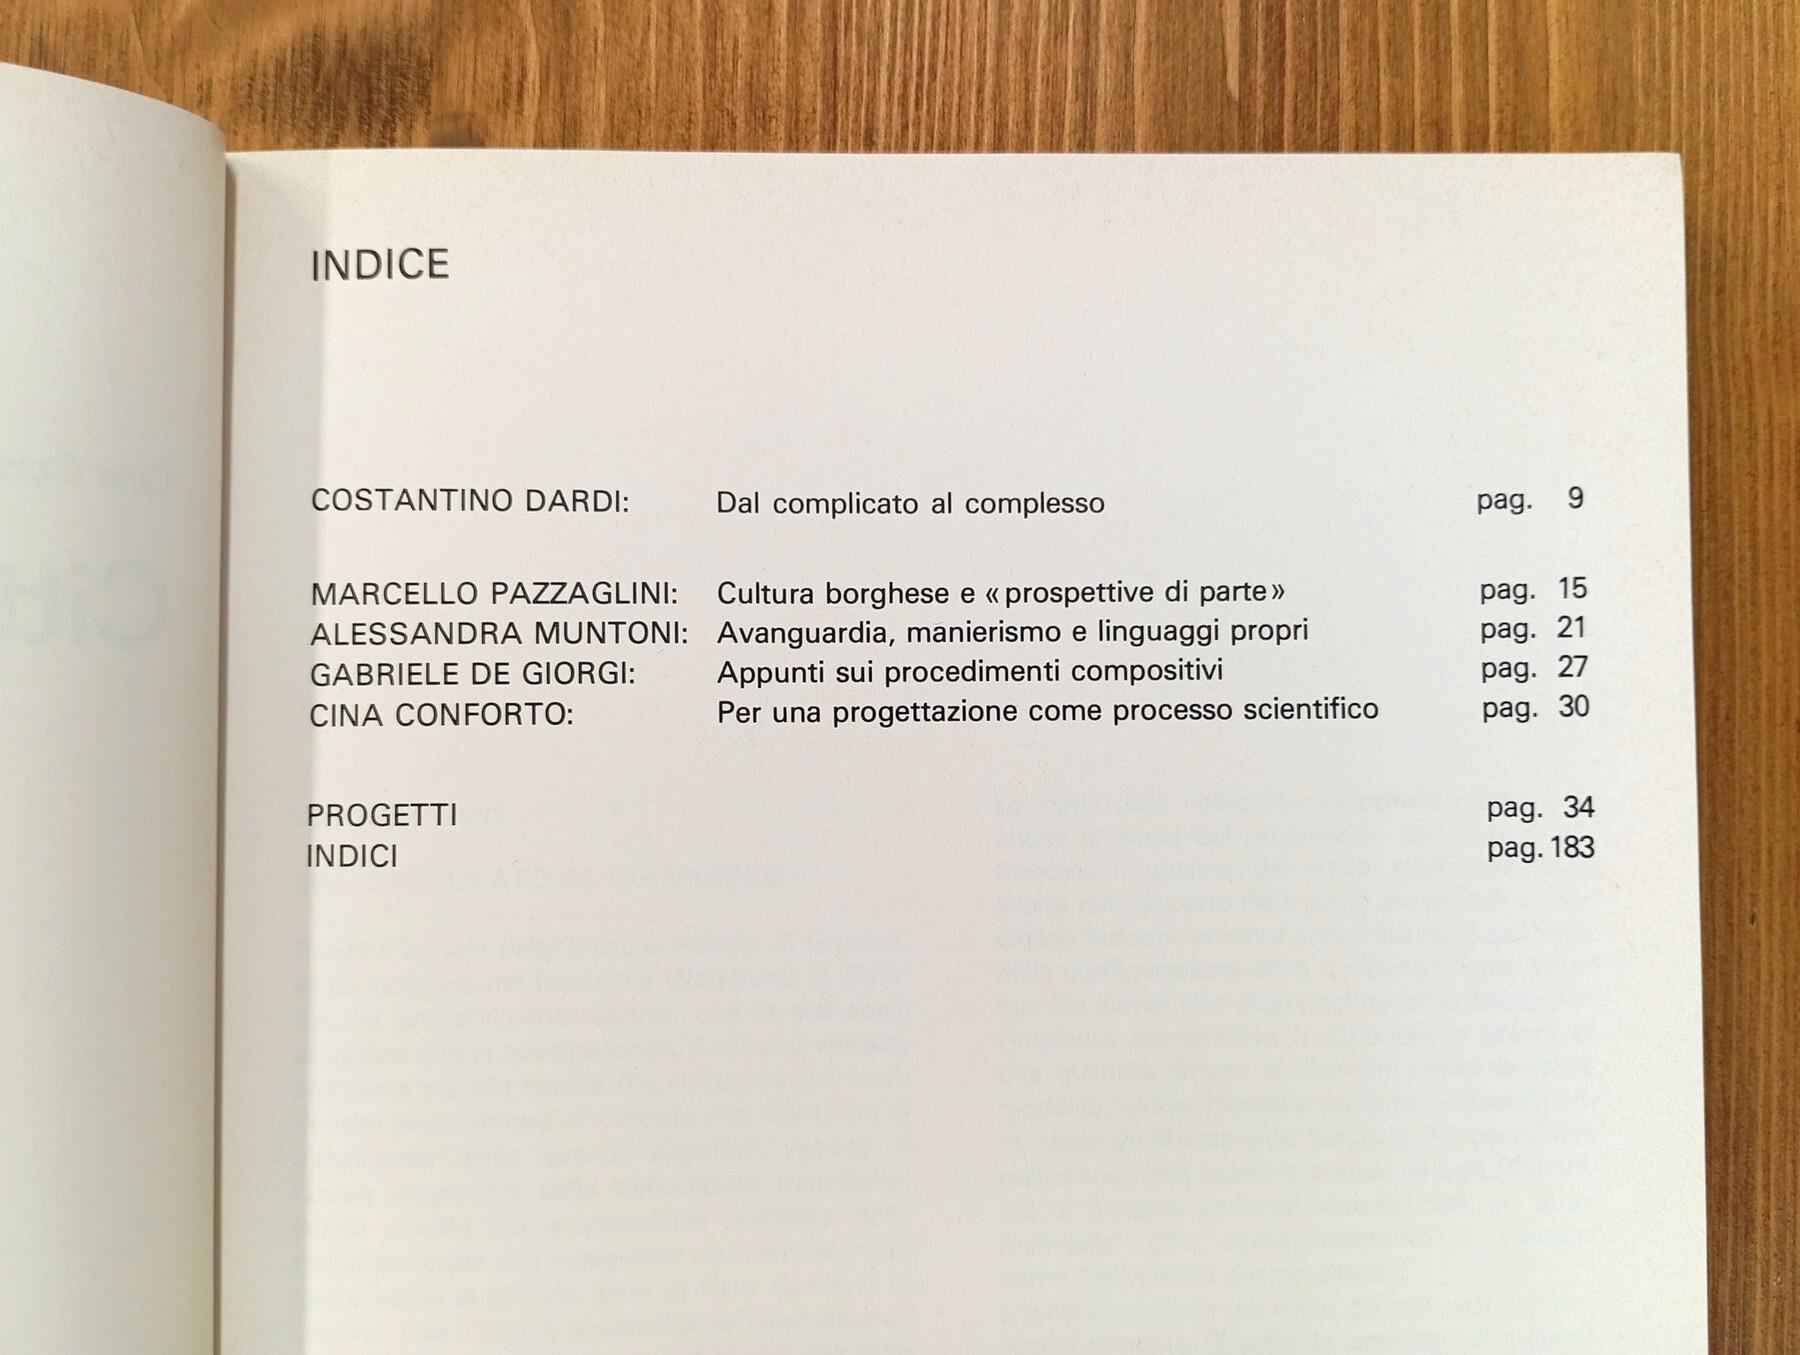 INDICE
COSTANTINO DARDI: Dal complicato al complesso pag. 9
MARCELLO PAZZAGLINI: Cultura borghese e « prospettive di parte » pag. 15
ALESSANDRA MUNTONI: Avanguardia, manierismo e linguaggi propri pag. 21
GABRIELE DE GIORGI: Appunti sui procedimenti compositivi pag. 27
CINA CONFORTO: Per una progettazione come processo scientifico pag. 30
PROGETTI pag. 34
INDICI pag. 183